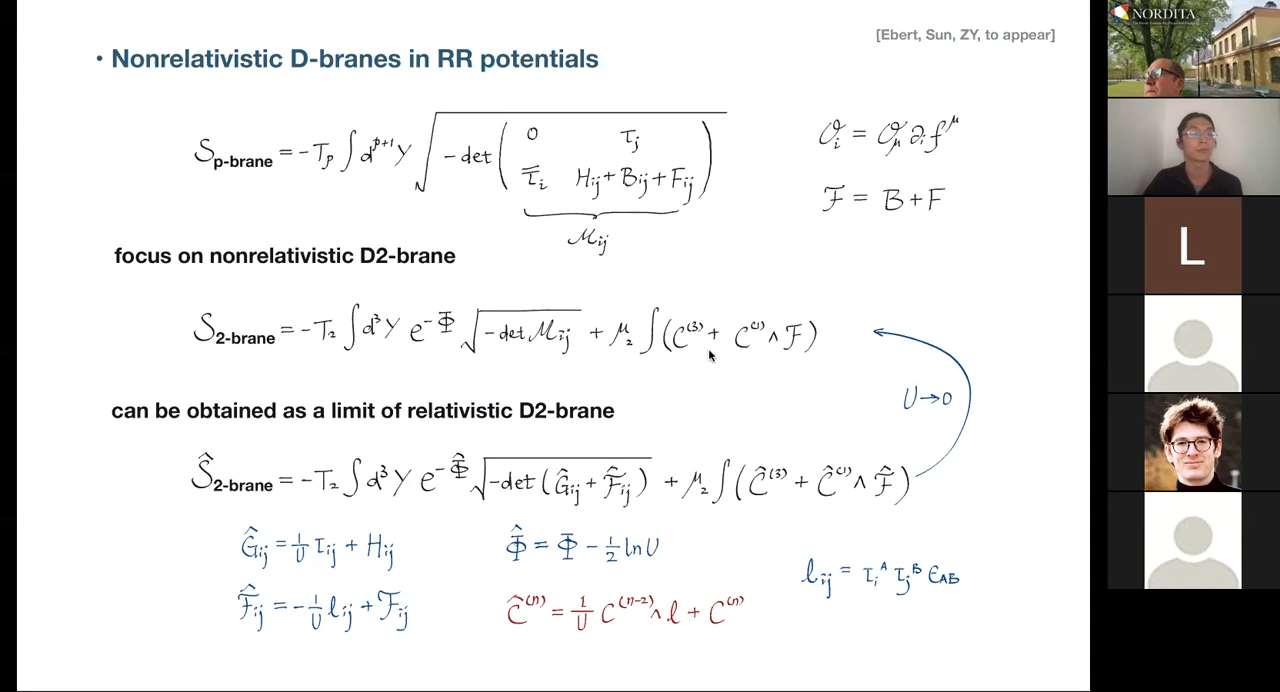 [Ebert, Sun, ZY, to appear]
• Nonrelativistic D-branes in RR potentials
S_p-brane = -T_p ∫ d^{p+1}Y √(-det ( 0 τ_j ; τ̄_i H_ij + B_ij + F_ij ))
M_ij
O_i = O_μ ∂_i f^μ
ℱ = B + F
focus on nonrelativistic D2-brane
S_2-brane = -T_2 ∫ d^3Y e^{-Φ} √(-det M_ij) + μ_2 ∫ (C^{(3)} + C^{(1)} ∧ ℱ)
U → 0
can be obtained as a limit of relativistic D2-brane
Ŝ_2-brane = -T_2 ∫ d^3Y e^{-Φ̂} √(-det (Ĝ_ij + ℱ̂_ij)) + μ_2 ∫ (Ĉ^{(3)} + Ĉ^{(1)} ∧ ℱ̂)
Ĝ_ij = 1/U τ_ij + H_ij
Φ̂ = Φ - 1/2 ln U
ℓ_ij = τ_i^A τ_j^B ϵ_AB
ℱ̂_ij = -1/U ℓ_ij + ℱ_ij
Ĉ^{(n)} = 1/U C^{(n-2)} ∧ ℓ + C^{(n)}
NORDITA
L